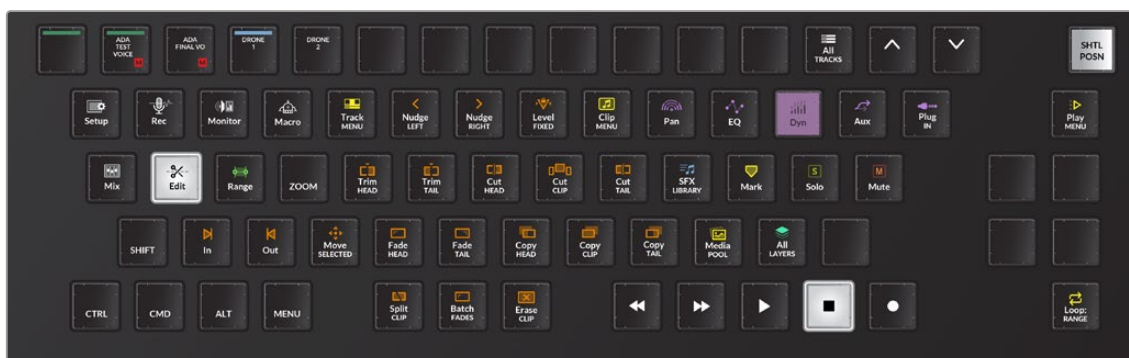 ADA
TEST
VOICE
M
ADA
FINAL VO
M
DRONE
1
DRONE
2
All
TRACKS
SHTL
POSN
Setup
Rec
Monitor
Macro
Track
MENU
Nudge
LEFT
Nudge
RIGHT
Level
FIXED
Clip
MENU
Pan
EQ
Dyn
Aux
Plug
IN
Play
MENU
Mix
Edit
Range
ZOOM
Trim
HEAD
Trim
TAIL
Cut
HEAD
Cut
CLIP
Cut
TAIL
SFX
LIBRARY
Mark
S
Solo
M
Mute
SHIFT
In
Out
Move
SELECTED
Fade
HEAD
Fade
TAIL
Copy
HEAD
Copy
CLIP
Copy
TAIL
Media
POOL
All
LAYERS
CTRL
CMD
ALT
MENU
Split
CLIP
Batch
FADES
Erase
CLIP
Loop:
RANGE